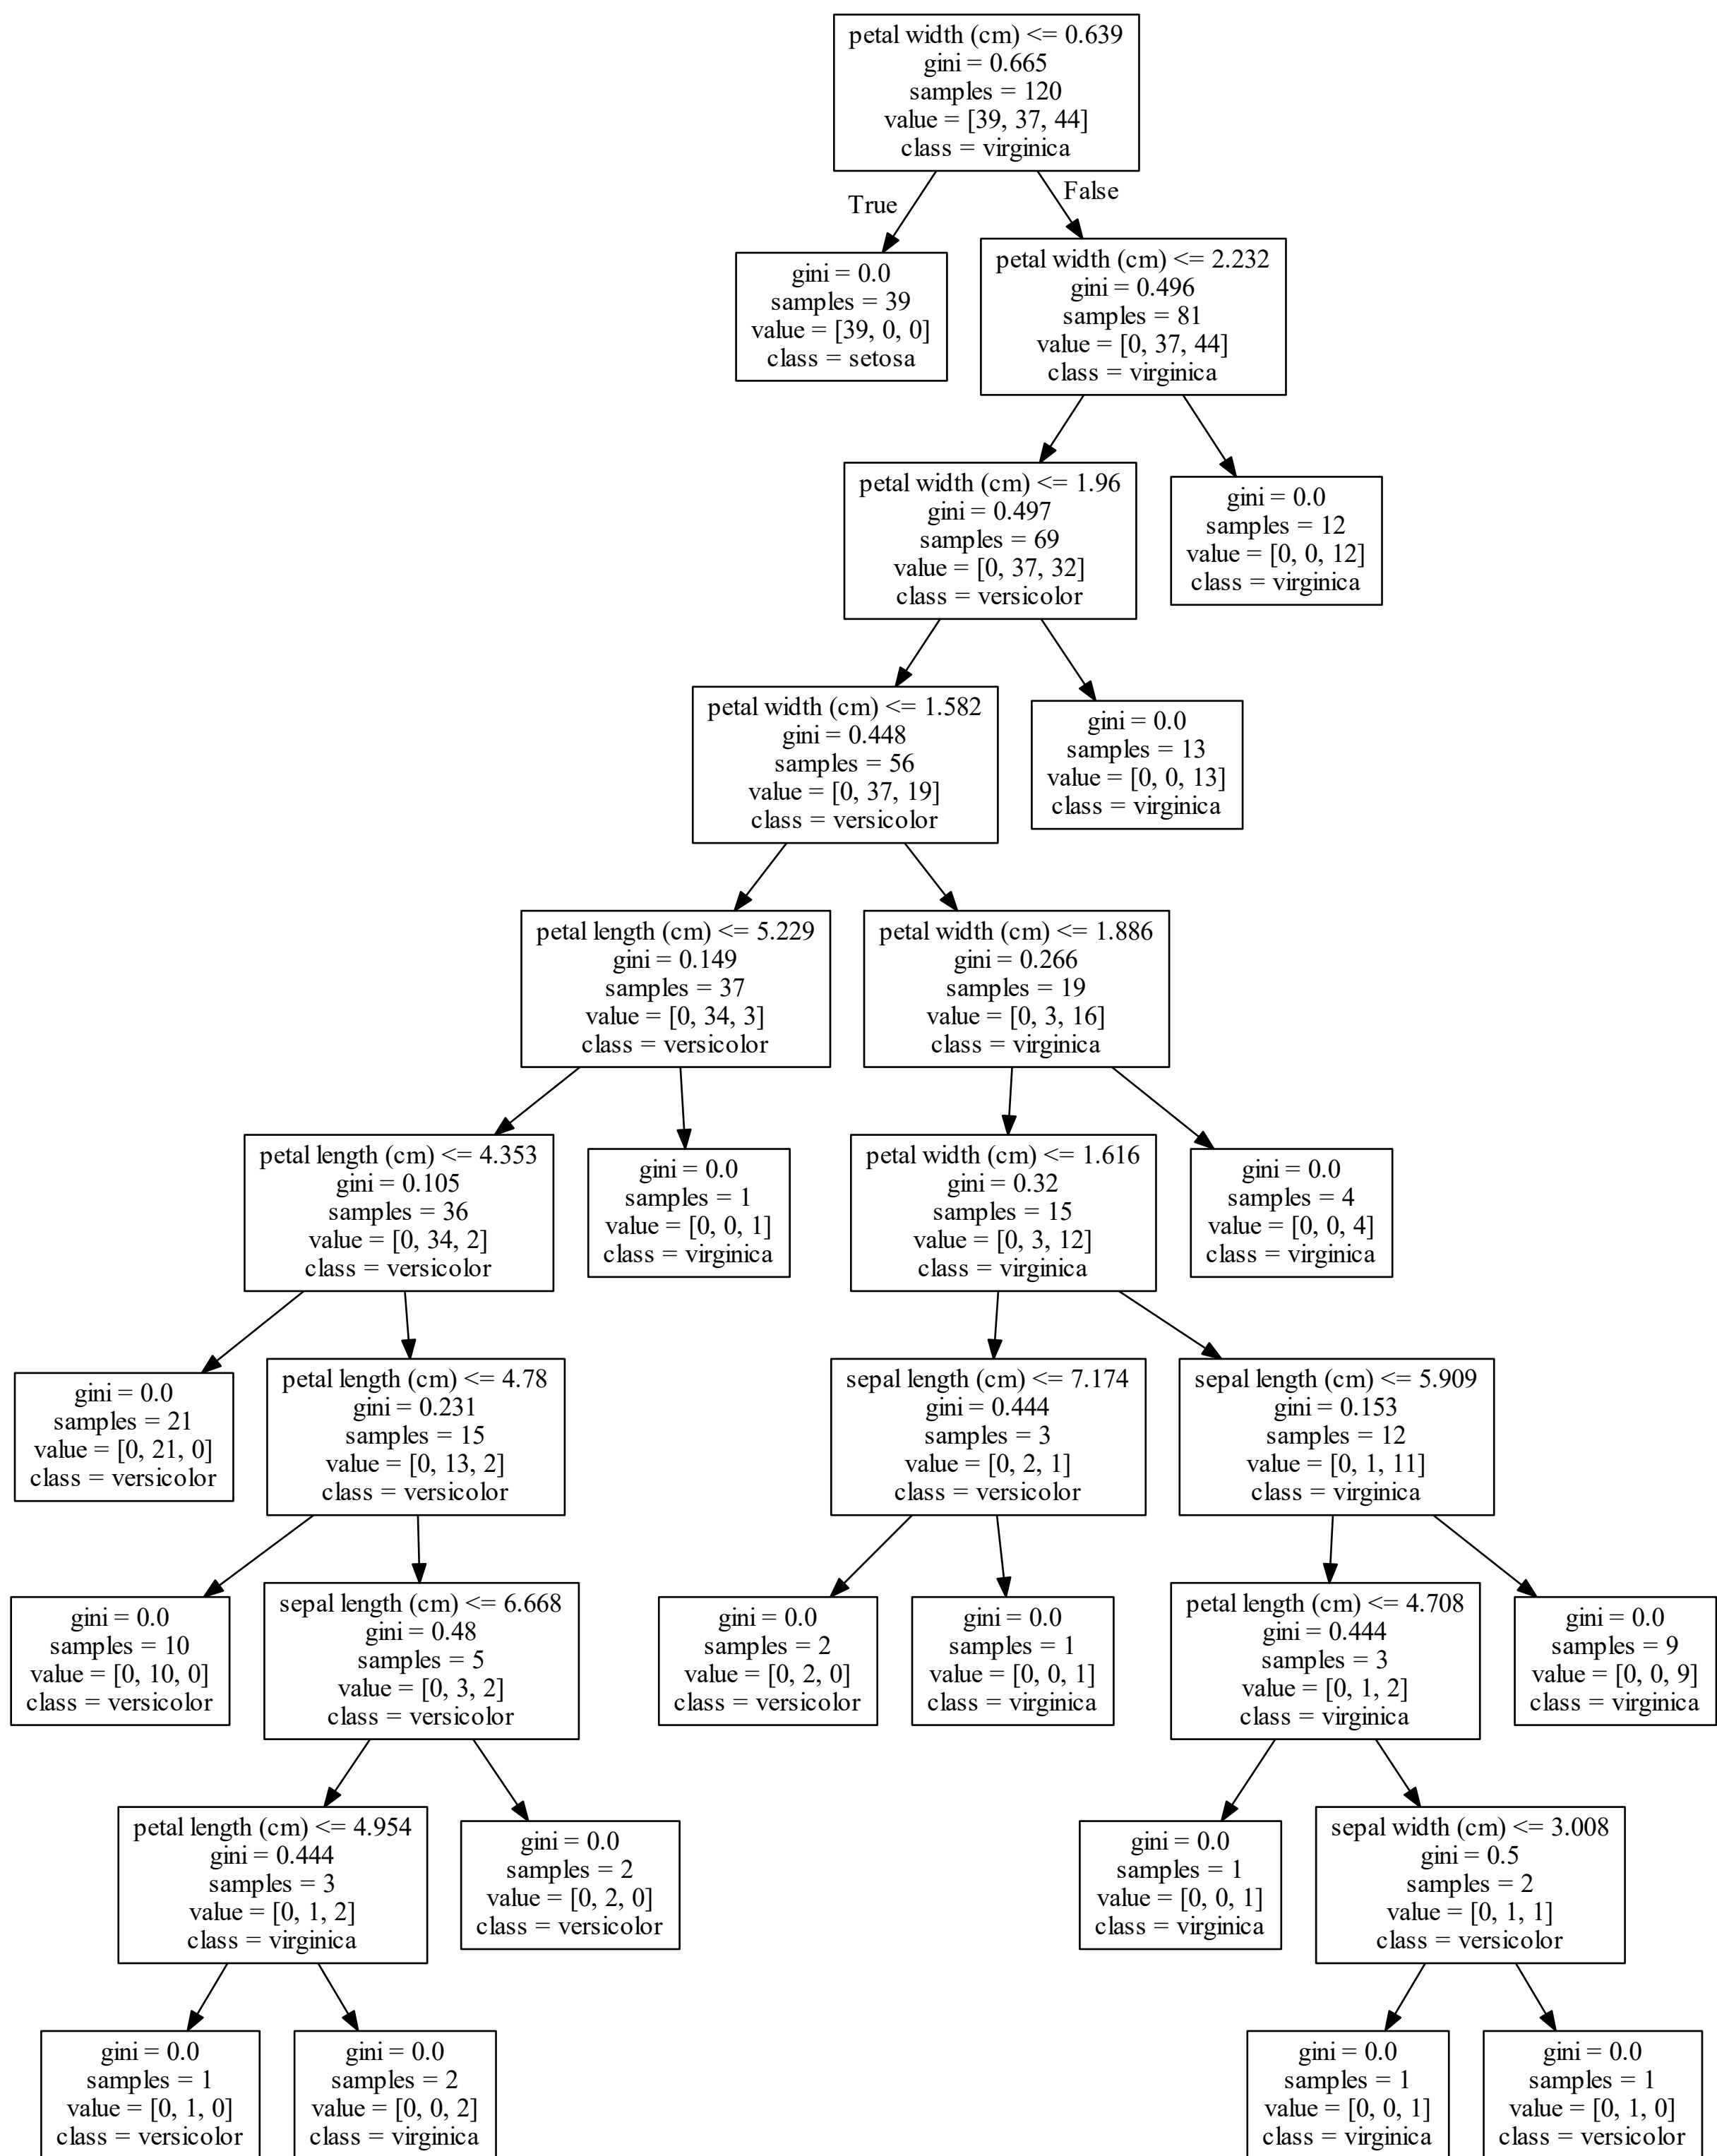 petal width (cm) <= 0.639
gini = 0.665
samples = 120
value = [39, 37, 44]
class = virginica
True
False
gini = 0.0
samples = 39
value = [39, 0, 0]
class = setosa
petal width (cm) <= 2.232
gini = 0.496
samples = 81
value = [0, 37, 44]
class = virginica
petal width (cm) <= 1.96
gini = 0.497
samples = 69
value = [0, 37, 32]
class = versicolor
gini = 0.0
samples = 12
value = [0, 0, 12]
class = virginica
petal width (cm) <= 1.582
gini = 0.448
samples = 56
value = [0, 37, 19]
class = versicolor
gini = 0.0
samples = 13
value = [0, 0, 13]
class = virginica
petal length (cm) <= 5.229
gini = 0.149
samples = 37
value = [0, 34, 3]
class = versicolor
petal width (cm) <= 1.886
gini = 0.266
samples = 19
value = [0, 3, 16]
class = virginica
petal length (cm) <= 4.353
gini = 0.105
samples = 36
value = [0, 34, 2]
class = versicolor
gini = 0.0
samples = 1
value = [0, 0, 1]
class = virginica
petal width (cm) <= 1.616
gini = 0.32
samples = 15
value = [0, 3, 12]
class = virginica
gini = 0.0
samples = 4
value = [0, 0, 4]
class = virginica
gini = 0.0
samples = 21
value = [0, 21, 0]
class = versicolor
petal length (cm) <= 4.78
gini = 0.231
samples = 15
value = [0, 13, 2]
class = versicolor
sepal length (cm) <= 7.174
gini = 0.444
samples = 3
value = [0, 2, 1]
class = versicolor
sepal length (cm) <= 5.909
gini = 0.153
samples = 12
value = [0, 1, 11]
class = virginica
gini = 0.0
samples = 10
value = [0, 10, 0]
class = versicolor
sepal length (cm) <= 6.668
gini = 0.48
samples = 5
value = [0, 3, 2]
class = versicolor
gini = 0.0
samples = 2
value = [0, 2, 0]
class = versicolor
gini = 0.0
samples = 1
value = [0, 0, 1]
class = virginica
petal length (cm) <= 4.708
gini = 0.444
samples = 3
value = [0, 1, 2]
class = virginica
gini = 0.0
samples = 9
value = [0, 0, 9]
class = virginica
petal length (cm) <= 4.954
gini = 0.444
samples = 3
value = [0, 1, 2]
class = virginica
gini = 0.0
samples = 2
value = [0, 2, 0]
class = versicolor
gini = 0.0
samples = 1
value = [0, 0, 1]
class = virginica
sepal width (cm) <= 3.008
gini = 0.5
samples = 2
value = [0, 1, 1]
class = versicolor
gini = 0.0
samples = 1
value = [0, 1, 0]
class = versicolor
gini = 0.0
samples = 2
value = [0, 0, 2]
class = virginica
gini = 0.0
samples = 1
value = [0, 0, 1]
class = virginica
gini = 0.0
samples = 1
value = [0, 1, 0]
class = versicolor